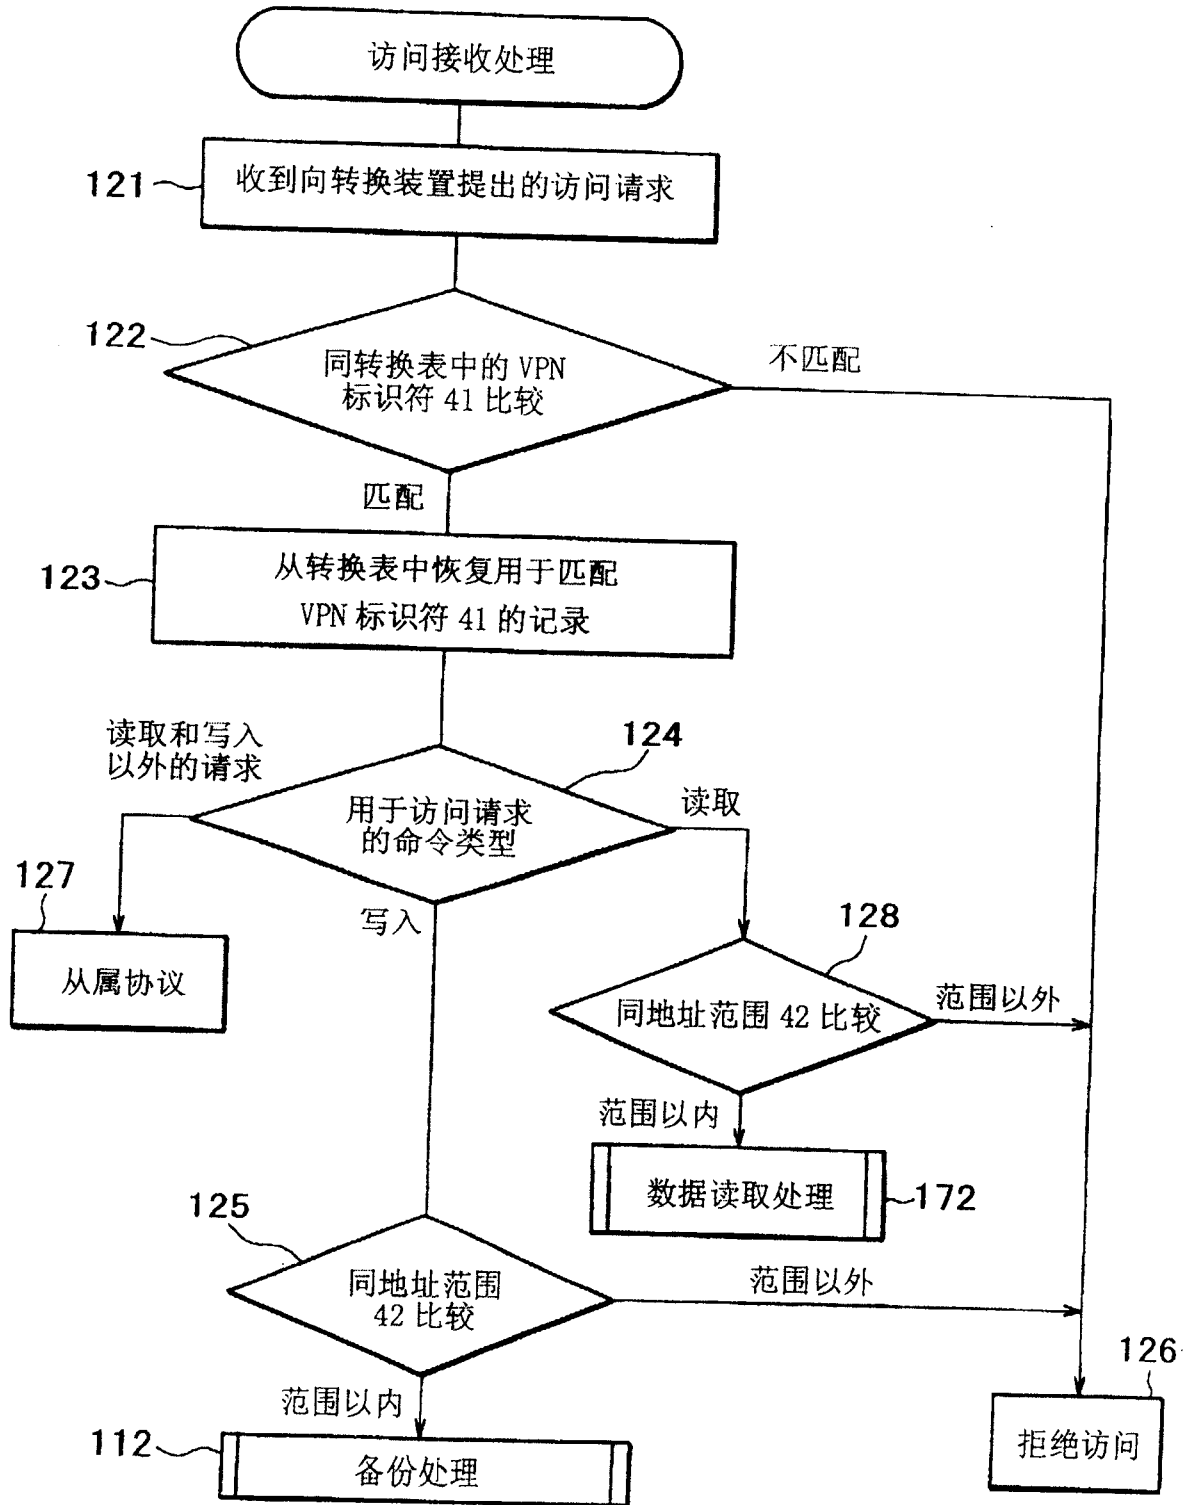 访问接收处理
121
收到向转换装置提出的访问请求
122
同转换表中的 VPN
标识符 41 比较
不匹配
匹配
123
从转换表中恢复用于匹配
VPN 标识符 41 的记录
读取和写入
以外的请求
124
用于访问请求
的命令类型
读取
127
写入
从属协议
128
同地址范围 42 比较
范围以外
范围以内
数据读取处理
172
125
同地址范围
42 比较
范围以外
126
范围以内
112
备份处理
拒绝访问